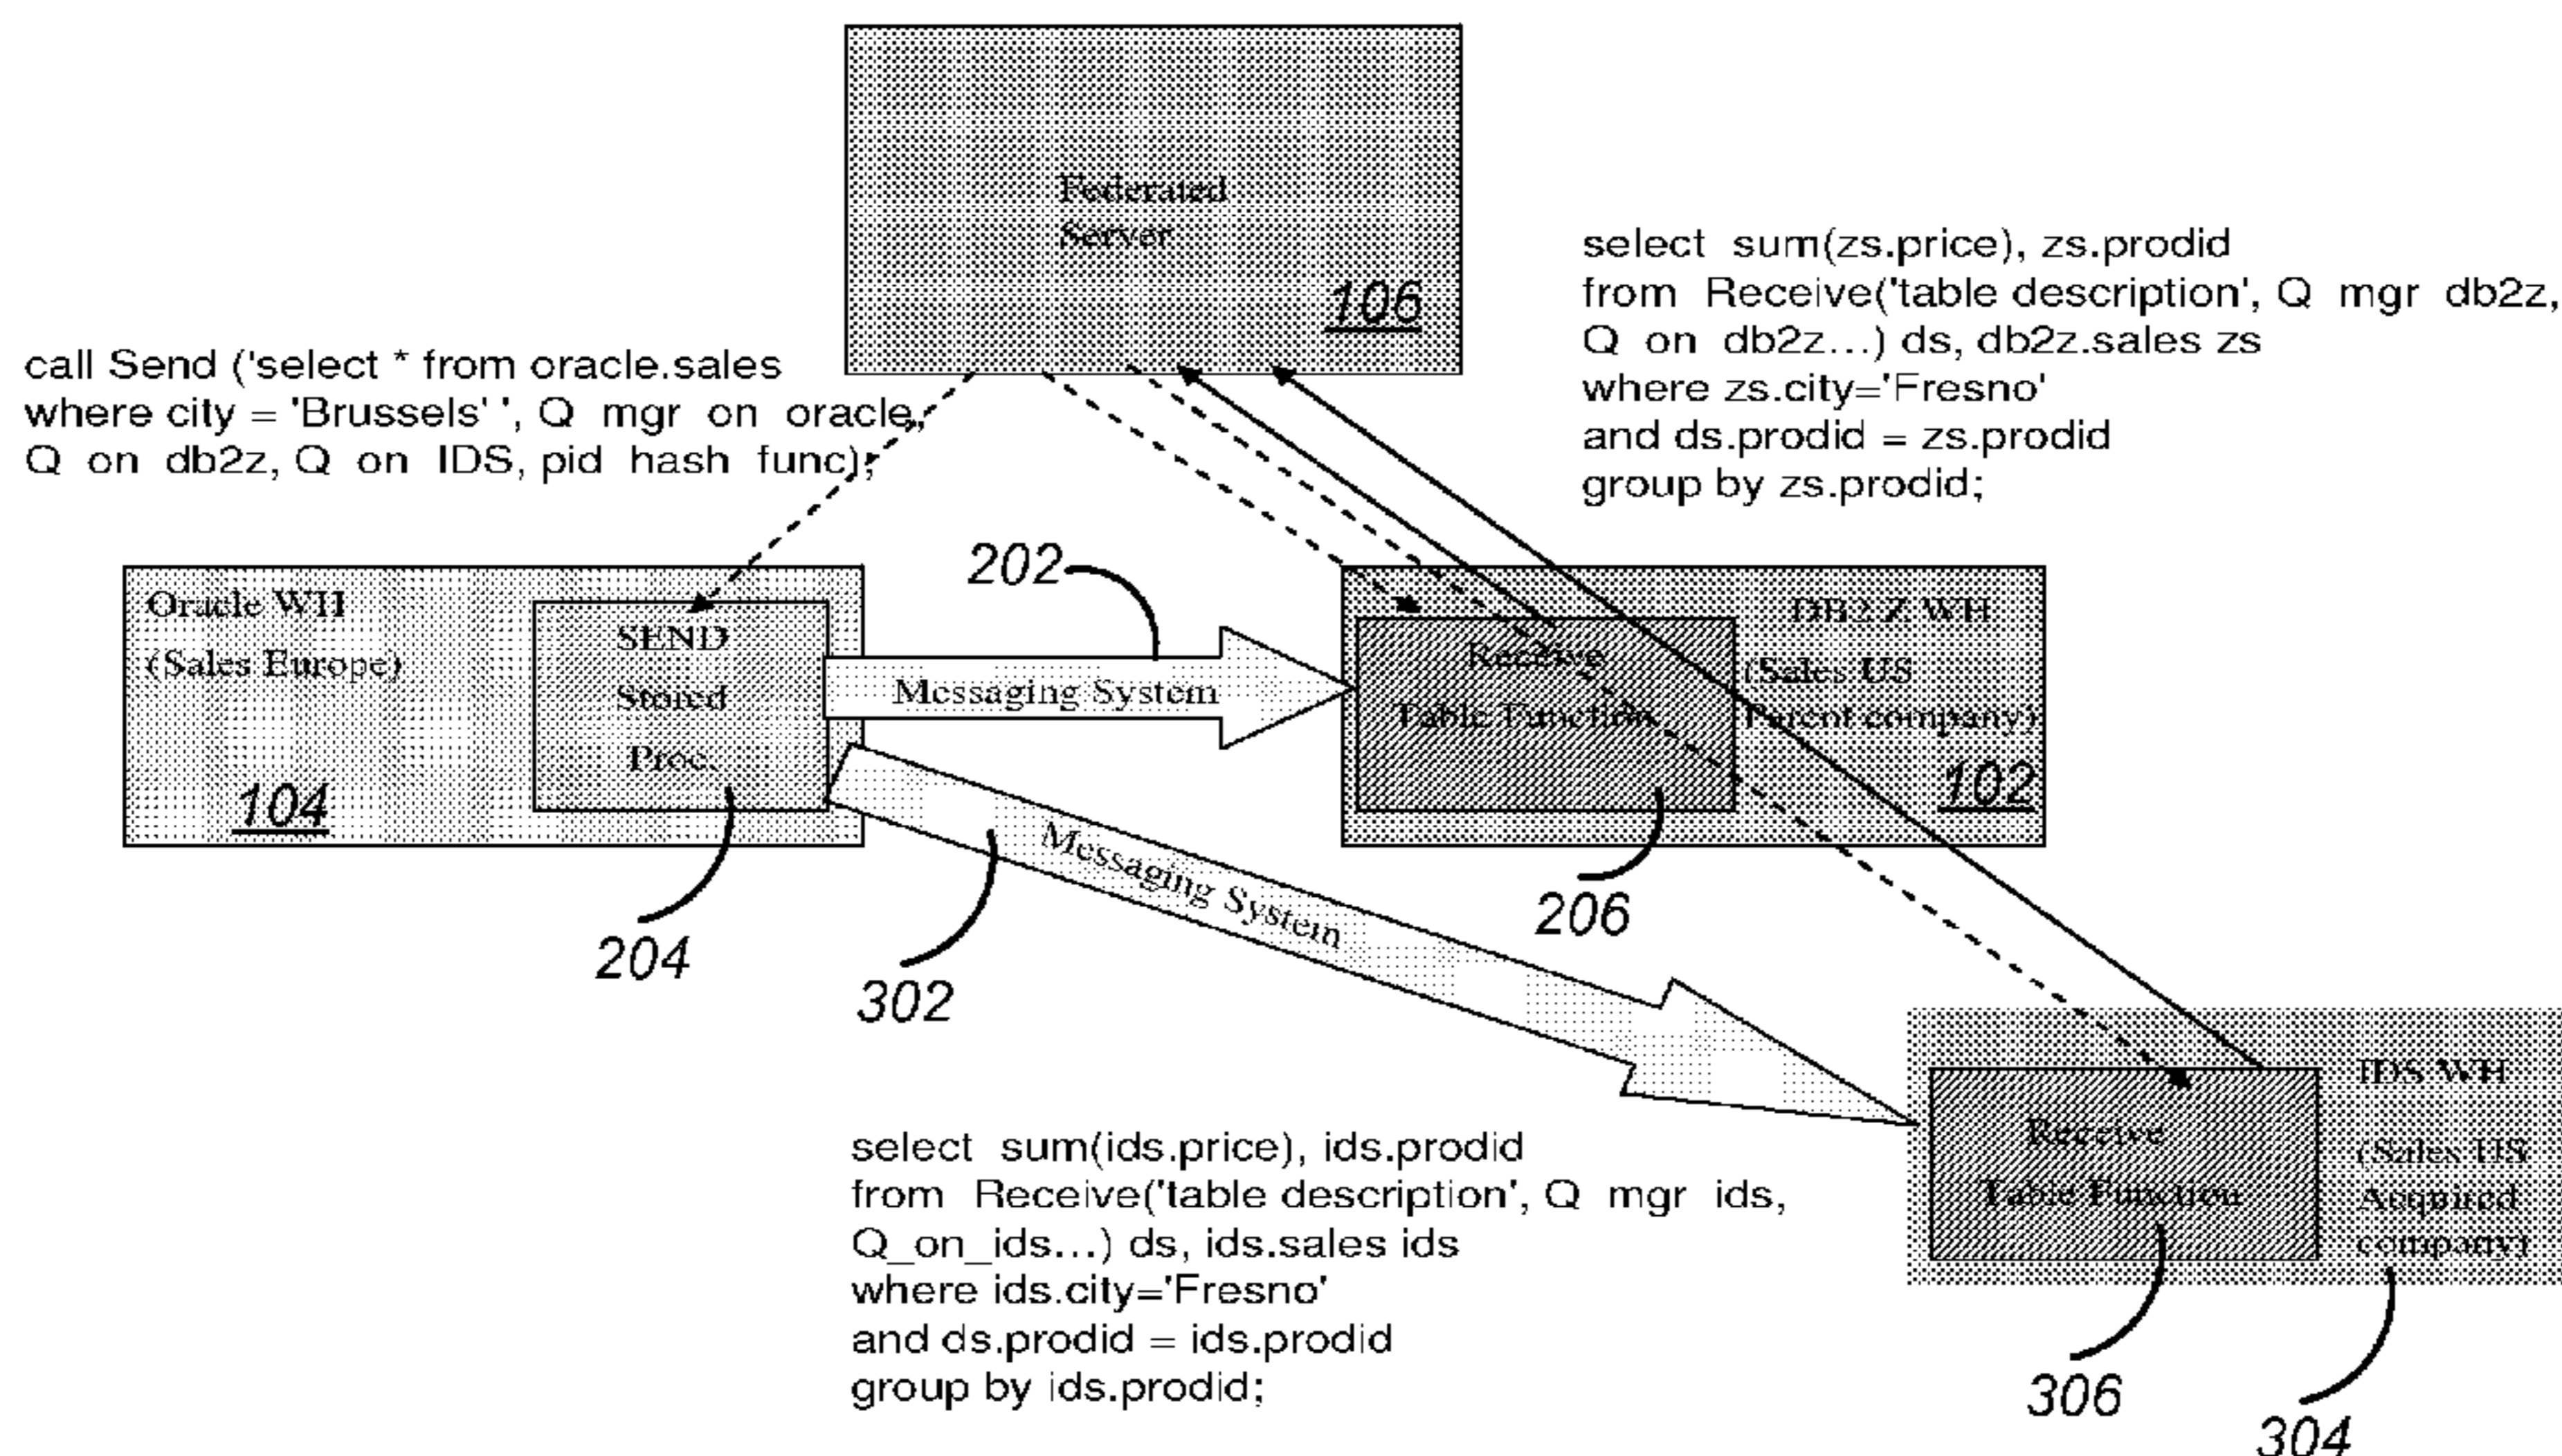 Federated
Server
106
select sum(zs.price), zs.prodid
from Receive('table description', Q mgr db2z,
Q on db2z...) ds, db2z.sales zs
where zs.city='Fresno'
and ds.prodid = zs.prodid
group by zs.prodid;
call Send ('select * from oracle.sales
where city = 'Brussels' ', Q mgr on oracle,
Q on db2z, Q on IDS, pid hash func);
Oracle WH
(Sales Europe)
104
SEND
Stored
Proc.
204
202
Messaging System
Receive
Table Function
206
DB2 Z WH
(Sales US
Parent company)
102
Messaging System
302
select sum(ids.price), ids.prodid
from Receive('table description', Q mgr ids,
Q_on_ids...) ds, ids.sales ids
where ids.city='Fresno'
and ds.prodid = ids.prodid
group by ids.prodid;
Receive
Table Function
306
IDS WH
(Sales US
Acquired
company)
304